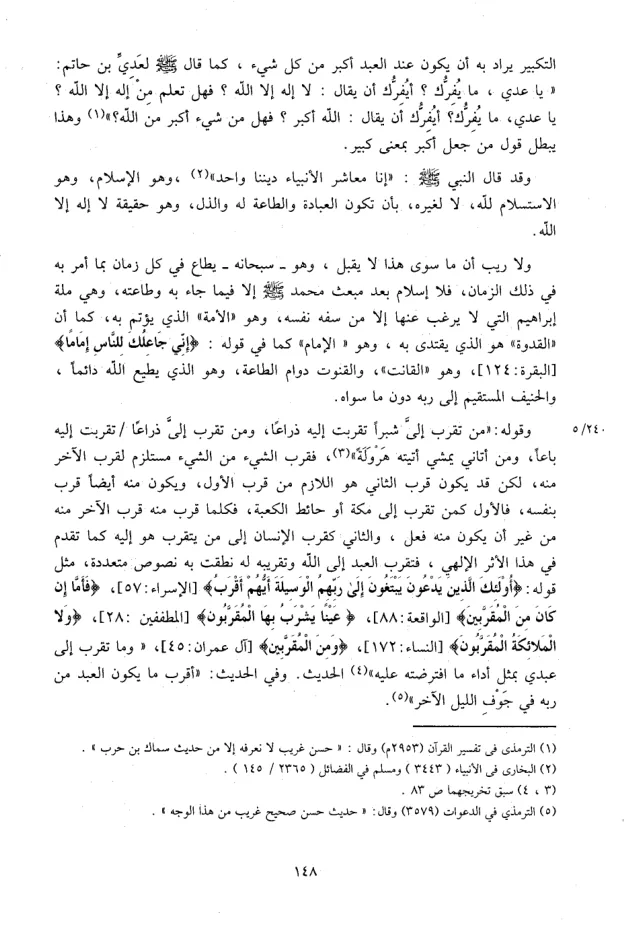 التكبير يراد به أن يكون عند العبد أكبر من كل شيء ، كما قال ﷺ لعَدِيِّ بن حاتم:
« يا عدي ، ما يُفِرُّك ؟ أيُفِرُّك أن يقال : لا إله إلا الله ؟ فهل تعلم مِنْ إله إلا الله ؟
يا عدي، ما يُفِرُّك؟ أيُفِرُّك أن يقال : الله أكبر ؟ فهل من شيء أكبر من الله؟»(١) وهذا
يبطل قول من جعل أكبر بمعنى كبير.
وقد قال النبي ﷺ : «إنا معاشر الأنبياء ديننا واحد»(٢) ،وهو الإسلام، وهو
الاستسلام لله، لا لغيره، بأن تكون العبادة والطاعة له والذل، وهو حقيقة لا إله إلا
الله.
ولا ريب أن ما سوى هذا لا يقبل ، وهو ـ سبحانه ـ يطاع في كل زمان بما أمر به
في ذلك الزمان، فلا إسلام بعد مبعث محمد ﷺ إلا فيما جاء به وطاعته، وهي ملة
إبراهيم التي لا يرغب عنها إلا من سفه نفسه، وهو «الأمة» الذي يؤتم به، كما أن
«القدوة» هو الذي يقتدى به ، وهو « الإمام» كما في قوله : ﴿إِنِّي جَاعِلُكَ لِلنَّاسِ إِمَامًا﴾
[البقرة:١٢٤]، وهو «القانت»، والقنوت دوام الطاعة، وهو الذي يطيع الله دائماً ،
والحنيف المستقيم إلى ربه دون ما سواه.
٥/٢٤٠ وقوله:«من تقرب إلىَّ شبراً تقربت إليه ذراعًا، ومن تقرب إلىَّ ذراعًا /تقربت إليه
باعاً، ومن أتاني يمشي أتيته هَرْوَلَة»(٣)، فقرب الشيء من الشيء مستلزم لقرب الآخر
منه، لكن قد يكون قرب الثاني هو اللازم من قرب الأول، ويكون منه أيضاً قرب
بنفسه، فالأول كمن تقرب إلى مكة أو حائط الكعبة، فكلما قرب منه قرب الآخر منه
من غير أن يكون منه فعل ، والثاني كقرب الإنسان إلى من يتقرب هو إليه كما تقدم
في هذا الأثر الإلهي ، فتقرب العبد إلى الله وتقريبه له نطقت به نصوص متعددة، مثل
قوله: ﴿أُوْلَئِكَ الَّذِينَ يَدْعُونَ يَبْتَغُونَ إِلَىٰ رَبِّهِمُ الْوَسِيلَةَ أَيُّهُمْ أَقْرَبُ﴾ [الإسراء:٥٧]، ﴿فَأَمَّا إِن
كَانَ مِنَ الْمُقَرَّبِينَ﴾ [الواقعة:٨٨]، ﴿ عَيْنًا يَشْرَبُ بِهَا الْمُقَرَّبُونَ﴾ [المطففين :٢٨]، ﴿وَلَا
الْمَلَائِكَةُ الْمُقَرَّبُونَ﴾ [النساء:١٧٢]، ﴿وَمِنَ الْمُقَرَّبِينَ﴾ [آل عمران:٤٥]، « وما تقرب إلى
عبدي بمثل أداء ما افترضته عليه»(٤) الحديث. وفي الحديث: «أقرب ما يكون العبد من
ربه في جَوْفِ الليل الآخر»(٥).
(١) الترمذى فى تفسير القرآن (٢٩٥٣م) وقال : « حسن غريب لا نعرفه إلا من حديث سماك بن حرب » .
(٢) البخارى فى الأنبياء ( ٣٤٤٣ ) ومسلم في الفضائل ( ٢٣٦٥ / ١٤٥ ) .
(٣ ، ٤) سبق تخريجهما ص ٨٣ .
(٥) الترمذي في الدعوات (٣٥٧٩) وقال: « حديث حسن صحيح غريب من هذا الوجه » .
١٤٨